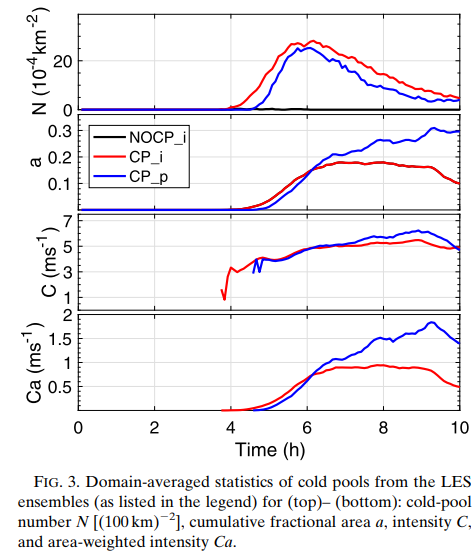 N (10⁻⁴km⁻²)
20
0
a
0.3
0.2
0.1
NOCP_i
CP_i
CP_p
C (ms⁻¹)
7
5
3
1
Ca (ms⁻¹)
2
1.5
1
0.5
0 2 4 6 8 10
Time (h)
FIG. 3. Domain-averaged statistics of cold pools from the LES
ensembles (as listed in the legend) for (top)– (bottom): cold-pool
number N [(100 km)⁻²], cumulative fractional area a, intensity C,
and area-weighted intensity Ca.